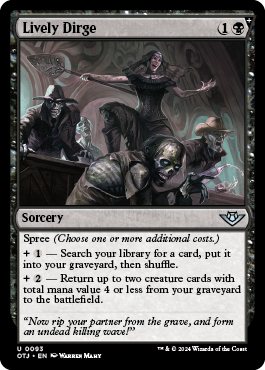 Lively Dirge 1
Sorcery
Spree (Choose one or more additional costs.)
+ 1 — Search your library for a card, put it
into your graveyard, then shuffle.
+ 2 — Return up to two creature cards with
total mana value 4 or less from your graveyard
to the battlefield.
“Now rip your partner from the grave, and form
an undead killing wave!”
U 0093
OTJ • EN WARREN MAHY
™ & © 2024 Wizards of the Coast